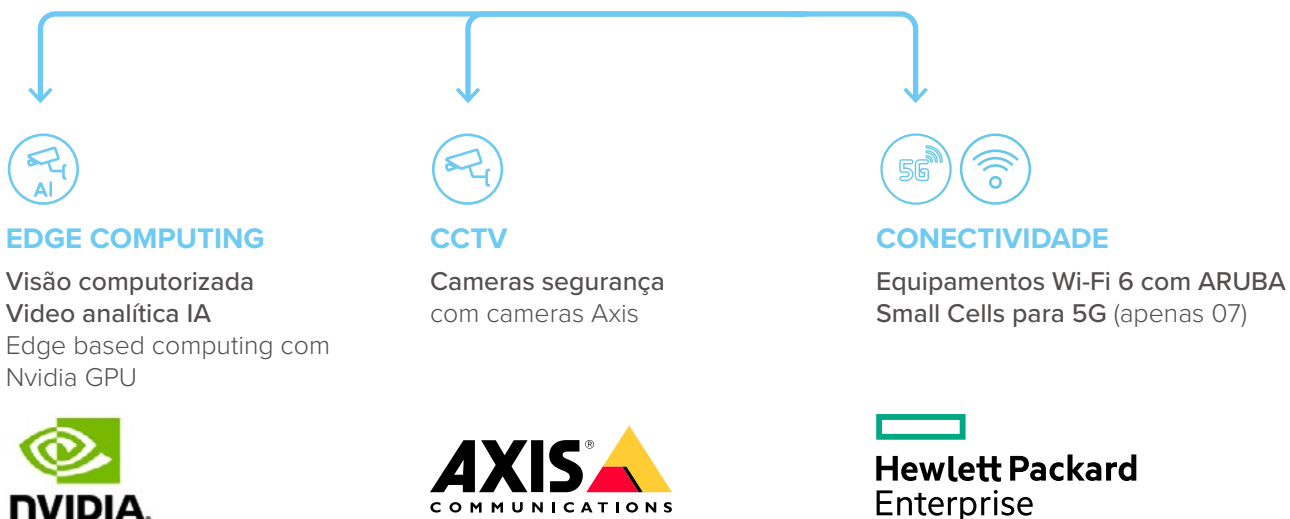 AI
5G
EDGE COMPUTING
Visão computorizada
Video analítica IA
Edge based computing com
Nvidia GPU
NVIDIA.
CCTV
Cameras segurança
com cameras Axis
AXIS®
COMMUNICATIONS
CONECTIVIDADE
Equipamentos Wi-Fi 6 com ARUBA
Small Cells para 5G (apenas 07)
Hewlett Packard
Enterprise